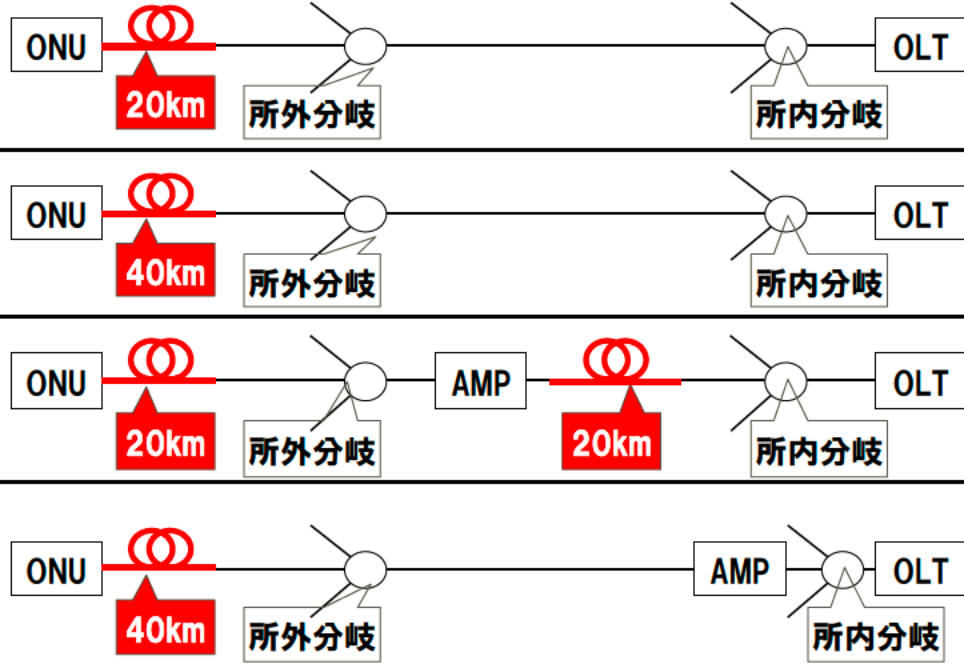 ONU
OLT
20km
所外分岐
所内分岐
ONU
OLT
40km
所外分岐
所内分岐
ONU
AMP
OLT
20km
所外分岐
20km
所内分岐
ONU
AMP
OLT
40km
所外分岐
所内分岐